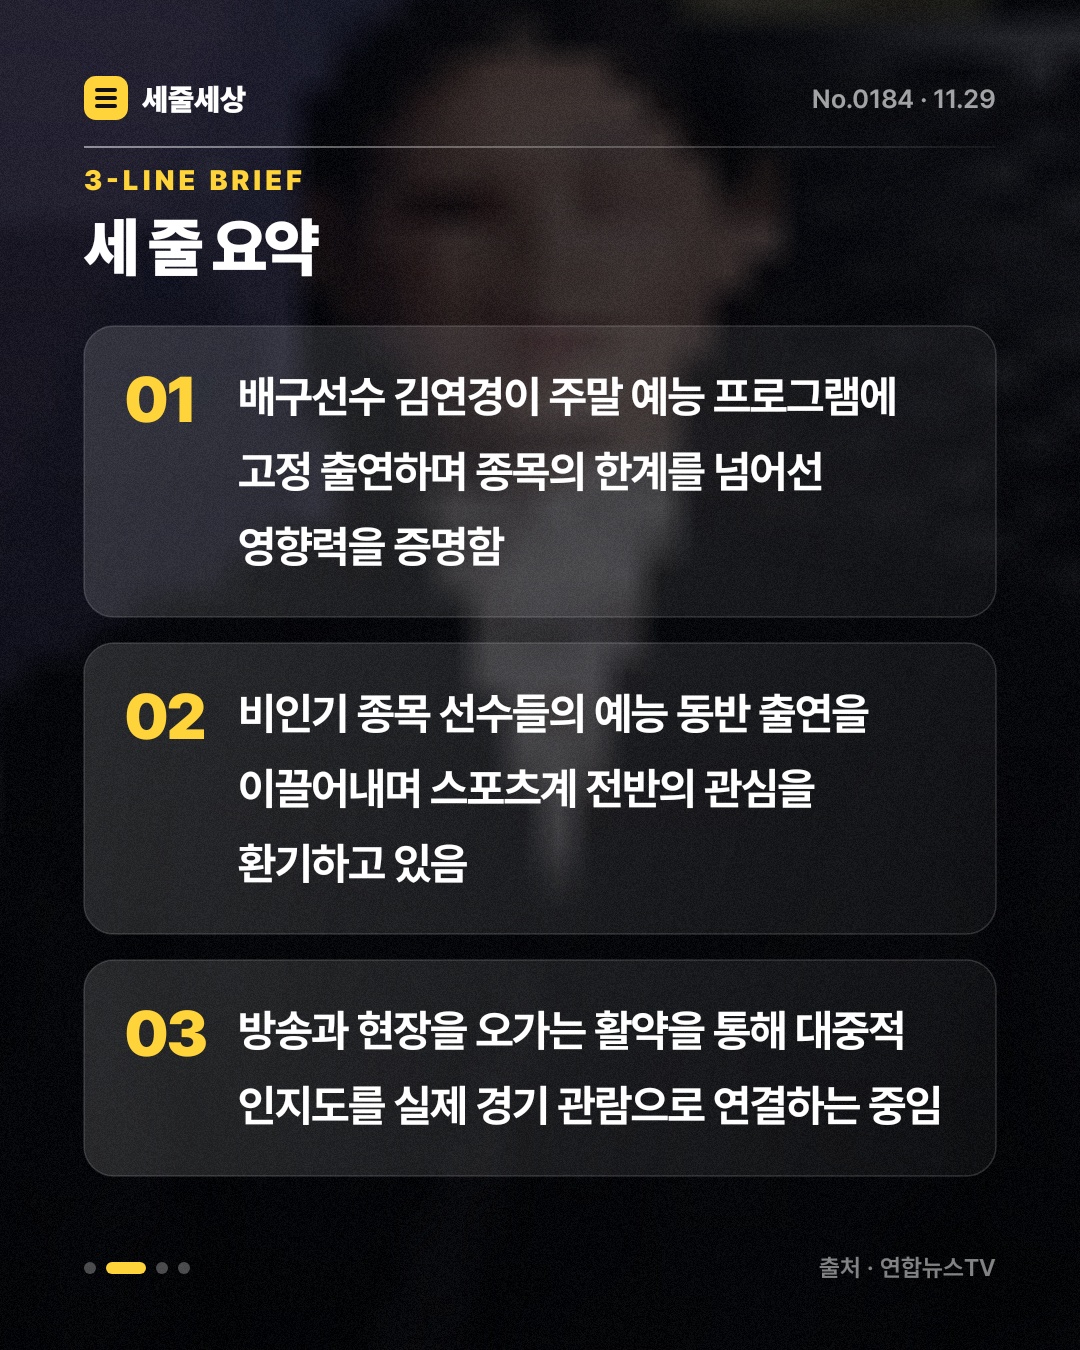 세줄세상
No.0184 · 11.29
3-LINE BRIEF
세 줄 요약
01
배구선수 김연경이 주말 예능 프로그램에
고정 출연하며 종목의 한계를 넘어선
영향력을 증명함
02
비인기 종목 선수들의 예능 동반 출연을
이끌어내며 스포츠계 전반의 관심을
환기하고 있음
03
방송과 현장을 오가는 활약을 통해 대중적
인지도를 실제 경기 관람으로 연결하는 중임
출처 · 연합뉴스TV